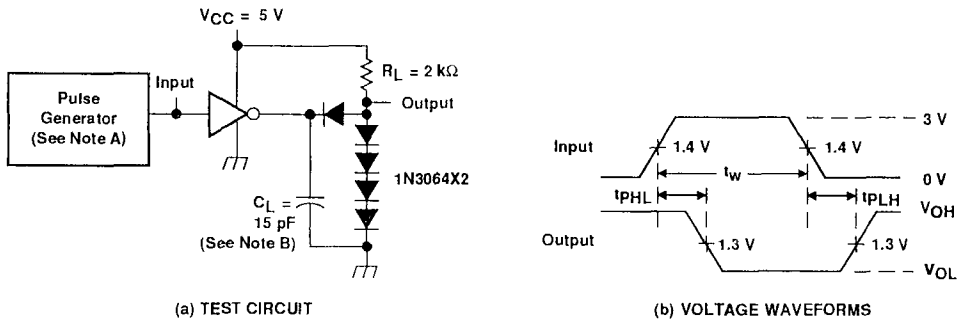 VCC = 5 V
RL = 2 kΩ
Input
Output
Pulse
Generator
(See Note A)
1N3064X2
CL =
15 pF
(See Note B)
(a) TEST CIRCUIT
3 V
Input
1.4 V
1.4 V
tw
0 V
tPHL
tPLH
VOH
Output
1.3 V
1.3 V
VOL
(b) VOLTAGE WAVEFORMS